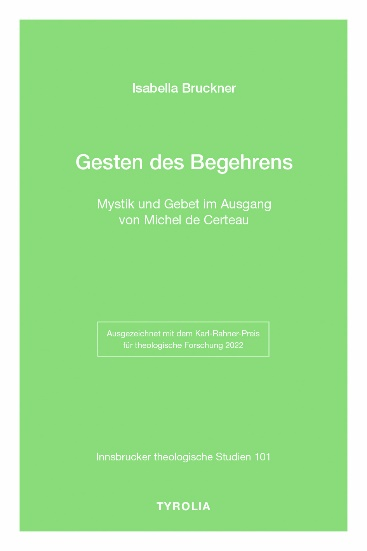 Isabella Bruckner
Gesten des Begehrens
Mystik und Gebet im Ausgang
von Michel de Certeau
Ausgezeichnet mit dem Karl-Rahner-Preis
für theologische Forschung 2022
Innsbrucker theologische Studien 101
TYROLIA